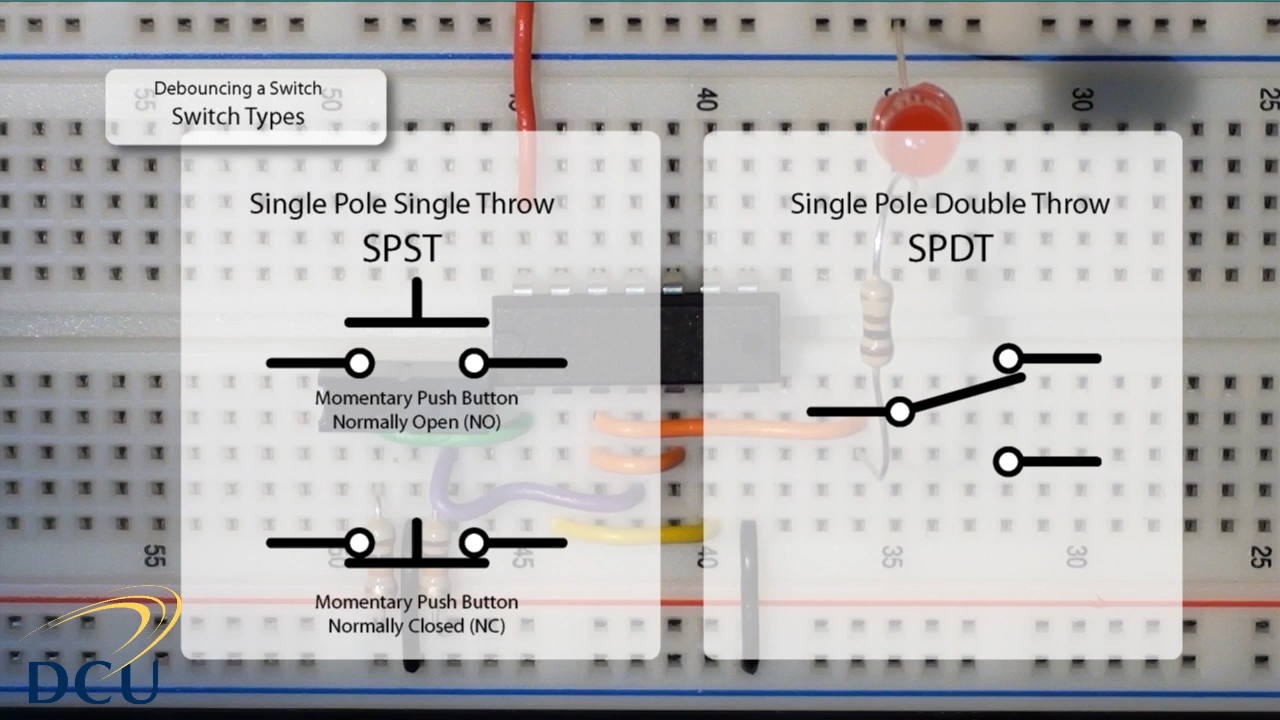 55
50
40
30
25
Debouncing a Switch
Switch Types
Single Pole Single Throw
SPST
Momentary Push Button
Normally Open (NO)
Momentary Push Button
Normally Closed (NC)
Single Pole Double Throw
SPDT
55
45
40
35
30
25
DCU